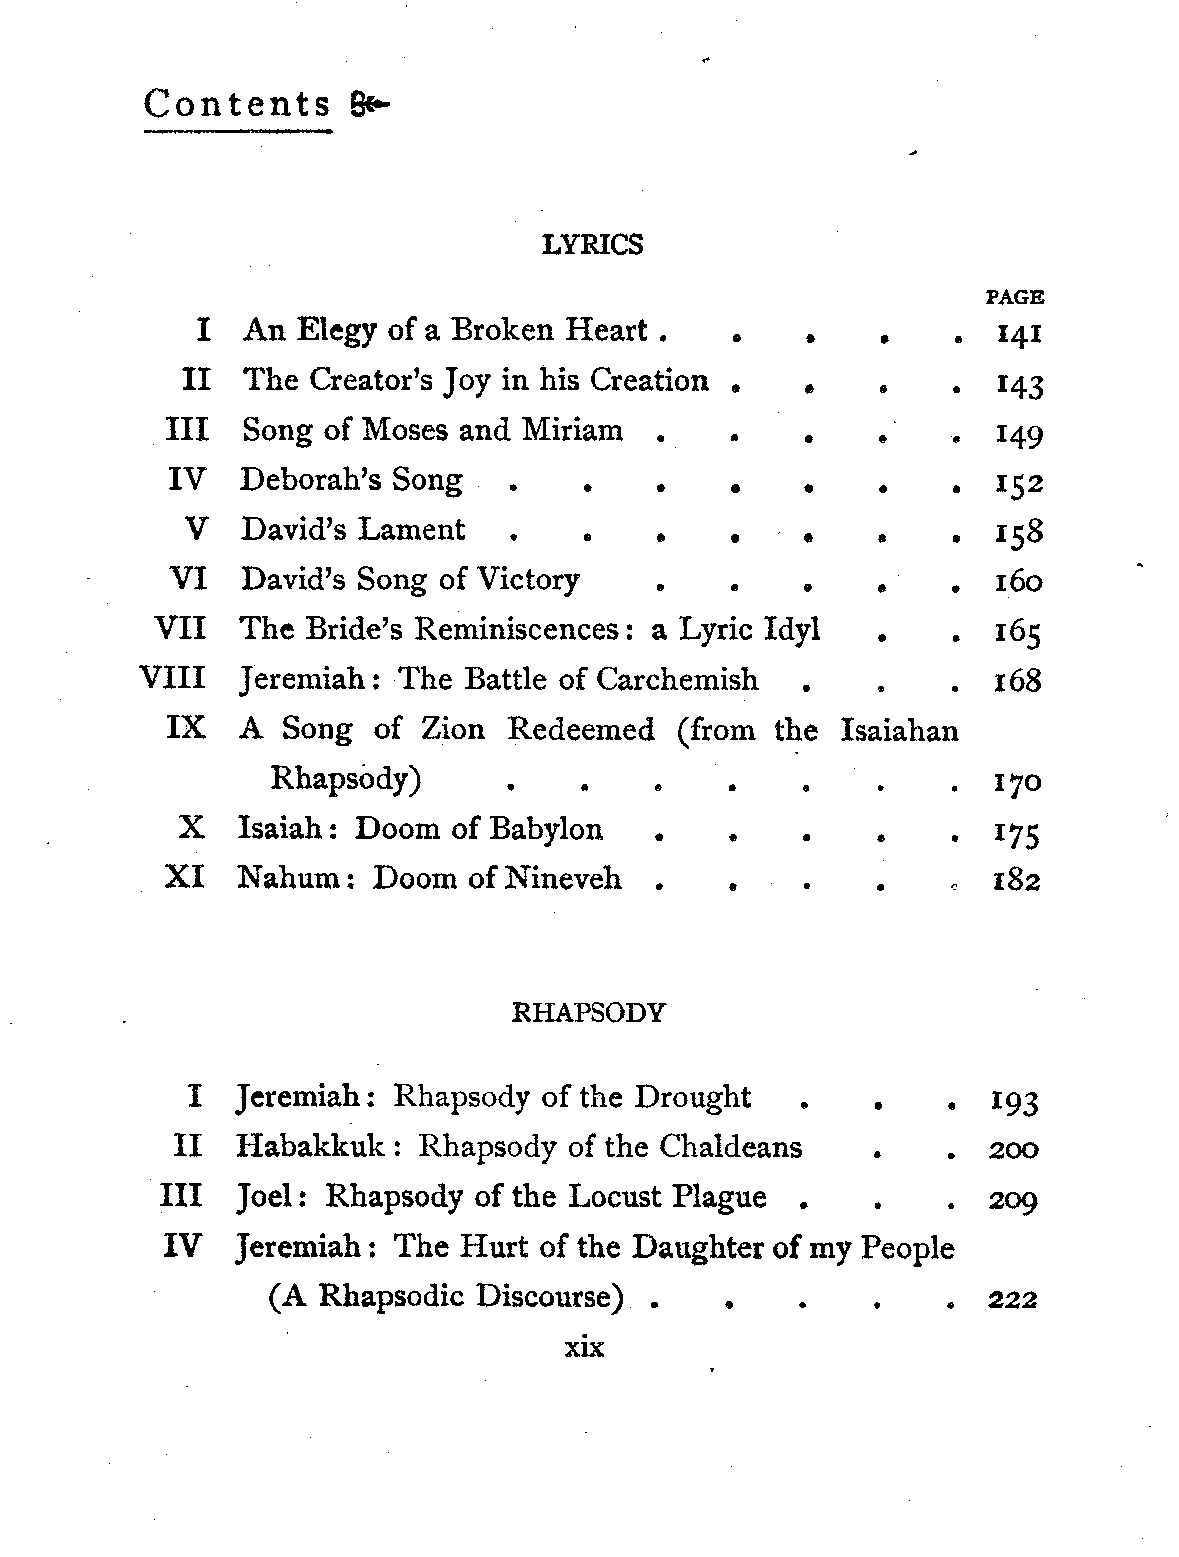 Contents
LYRICS
PAGE
I An Elegy of a Broken Heart . . . . . 141
II The Creator's Joy in his Creation . . . . 143
III Song of Moses and Miriam . . . . . 149
IV Deborah's Song . . . . . . . 152
V David's Lament . . . . . . . 158
VI David's Song of Victory . . . . . 160
VII The Bride's Reminiscences: a Lyric Idyl . . 165
VIII Jeremiah: The Battle of Carchemish . . . 168
IX A Song of Zion Redeemed (from the Isaiahan
Rhapsody) . . . . . . . 170
X Isaiah: Doom of Babylon . . . . . 175
XI Nahum: Doom of Nineveh . . . . . 182
RHAPSODY
I Jeremiah: Rhapsody of the Drought . . . 193
II Habakkuk: Rhapsody of the Chaldeans . . 200
III Joel: Rhapsody of the Locust Plague . . . 209
IV Jeremiah: The Hurt of the Daughter of my People
(A Rhapsodic Discourse) . . . . . 222
xix